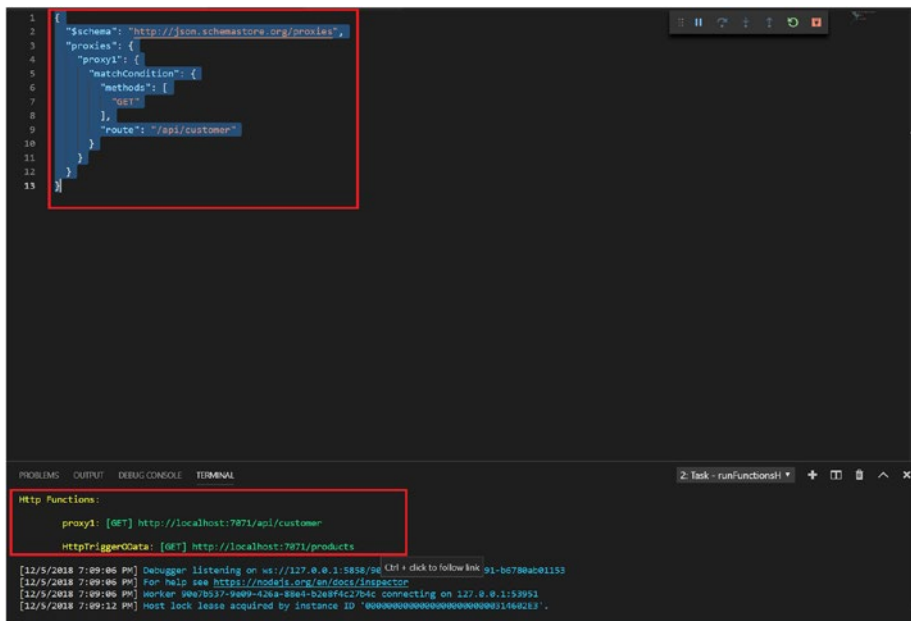 1 {
2 "$schema": "http://json.schemastore.org/proxies",
3 "proxies": {
4 "proxy1": {
5 "matchCondition": {
6 "methods": [
7 "GET"
8 ],
9 "route": "/api/customer"
10 }
11 }
12 }
13 }
PROBLEMS OUTPUT DEBUG CONSOLE TERMINAL 2: Task - runFunctionsH
Http Functions:
proxy1: [GET] http://localhost:7071/api/customer
HttpTriggerOData: [GET] http://localhost:7071/products
Ctrl + click to follow link
[12/5/2018 7:09:06 PM] Debugger listening on ws://127.0.0.1:5858/
[12/5/2018 7:09:06 PM] For help see https://nodejs.org/en/docs/inspector
[12/5/2018 7:09:06 PM] Worker 90e7b537-9e09-426a-88e4-b2e8f4c27b4c connecting on 127.0.0.1:53951
[12/5/2018 7:09:12 PM] Host lock lease acquired by instance ID